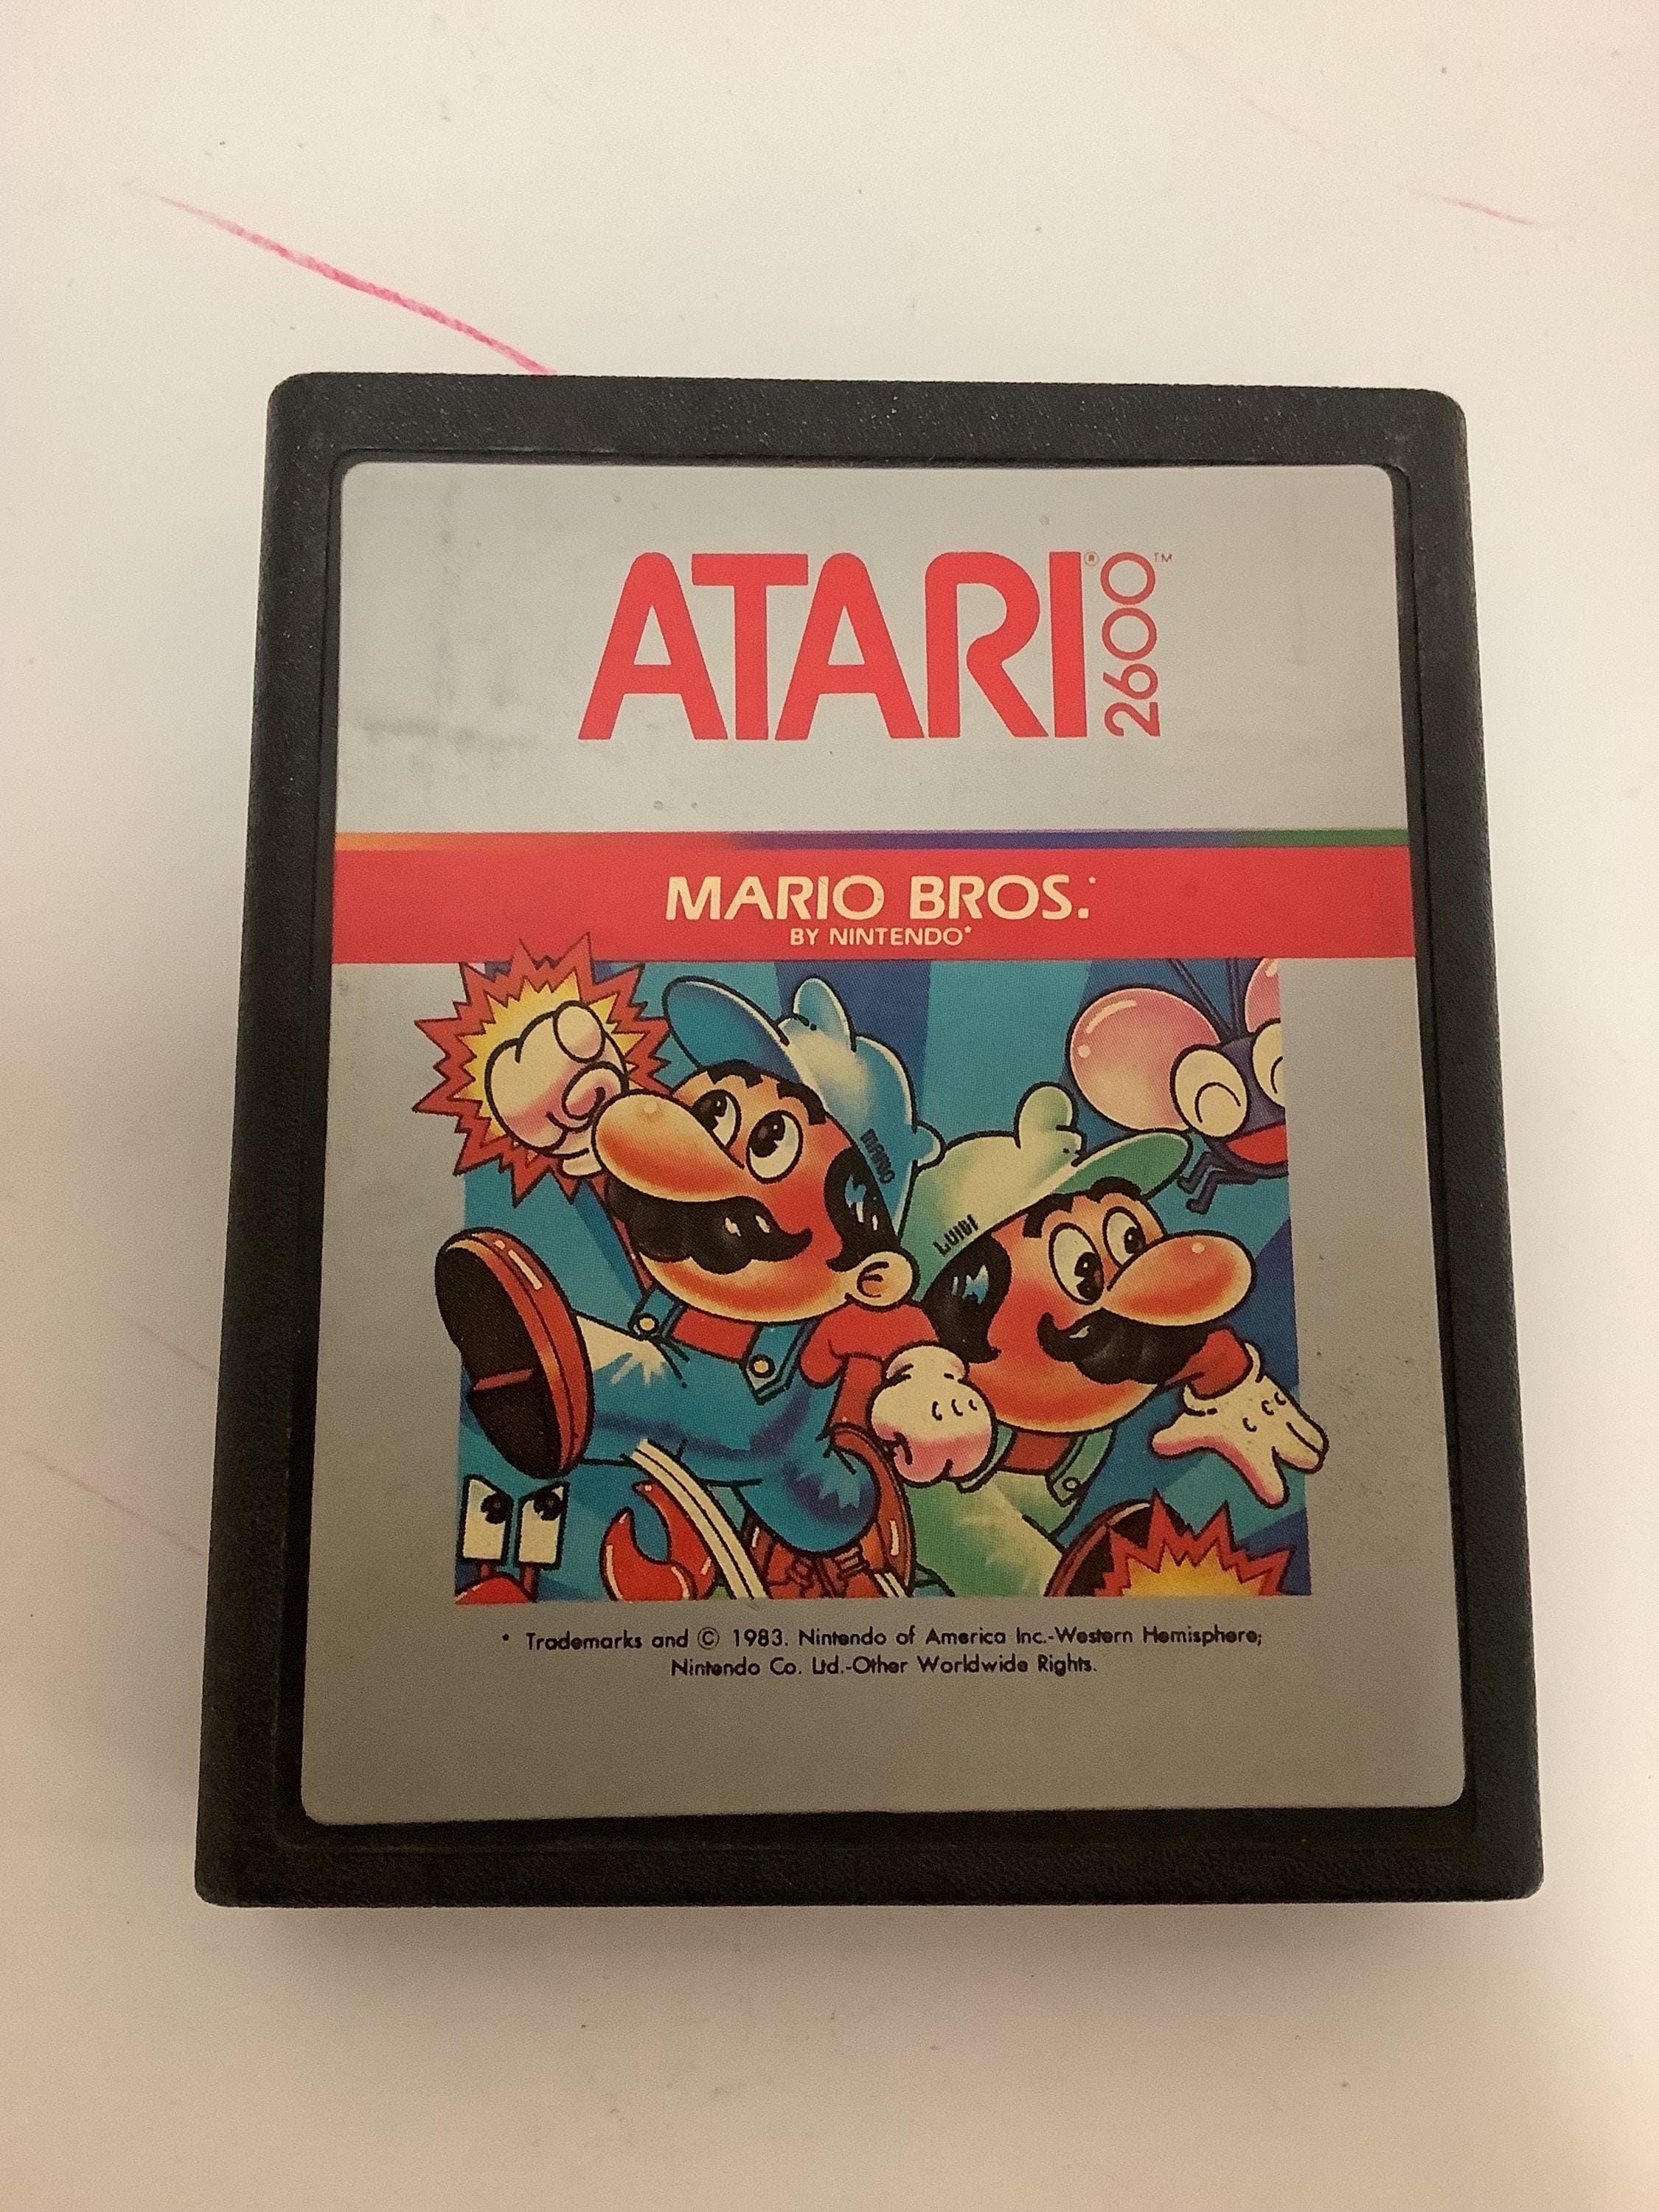 ATARI® 2600™
MARIO BROS.*
BY NINTENDO*
MARIO
LUIGI
* Trademarks and © 1983. Nintendo of America Inc.-Western Hemisphere;
Nintendo Co. Ltd.-Other Worldwide Rights.